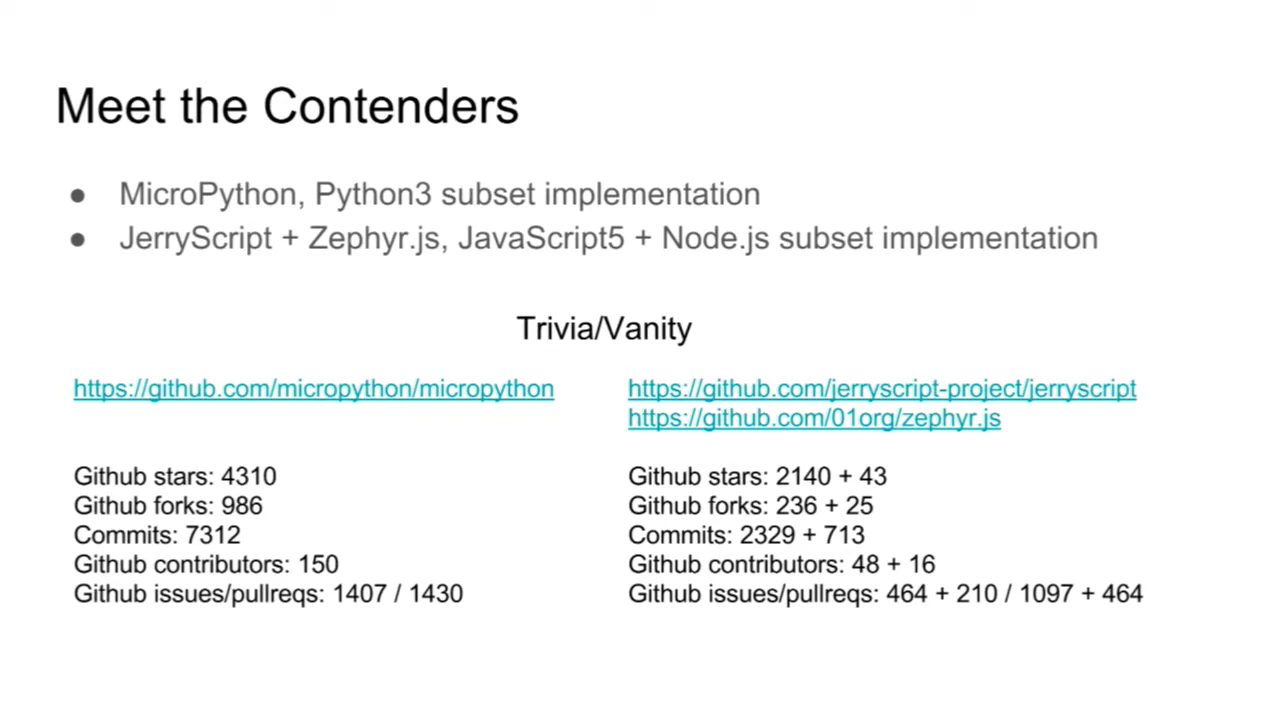 Meet the Contenders
● MicroPython, Python3 subset implementation
● JerryScript + Zephyr.js, JavaScript5 + Node.js subset implementation
Trivia/Vanity
https://github.com/micropython/micropython
Github stars: 4310
Github forks: 986
Commits: 7312
Github contributors: 150
Github issues/pullreqs: 1407 / 1430
https://github.com/jerryscript-project/jerryscript
https://github.com/01org/zephyr.js
Github stars: 2140 + 43
Github forks: 236 + 25
Commits: 2329 + 713
Github contributors: 48 + 16
Github issues/pullreqs: 464 + 210 / 1097 + 464